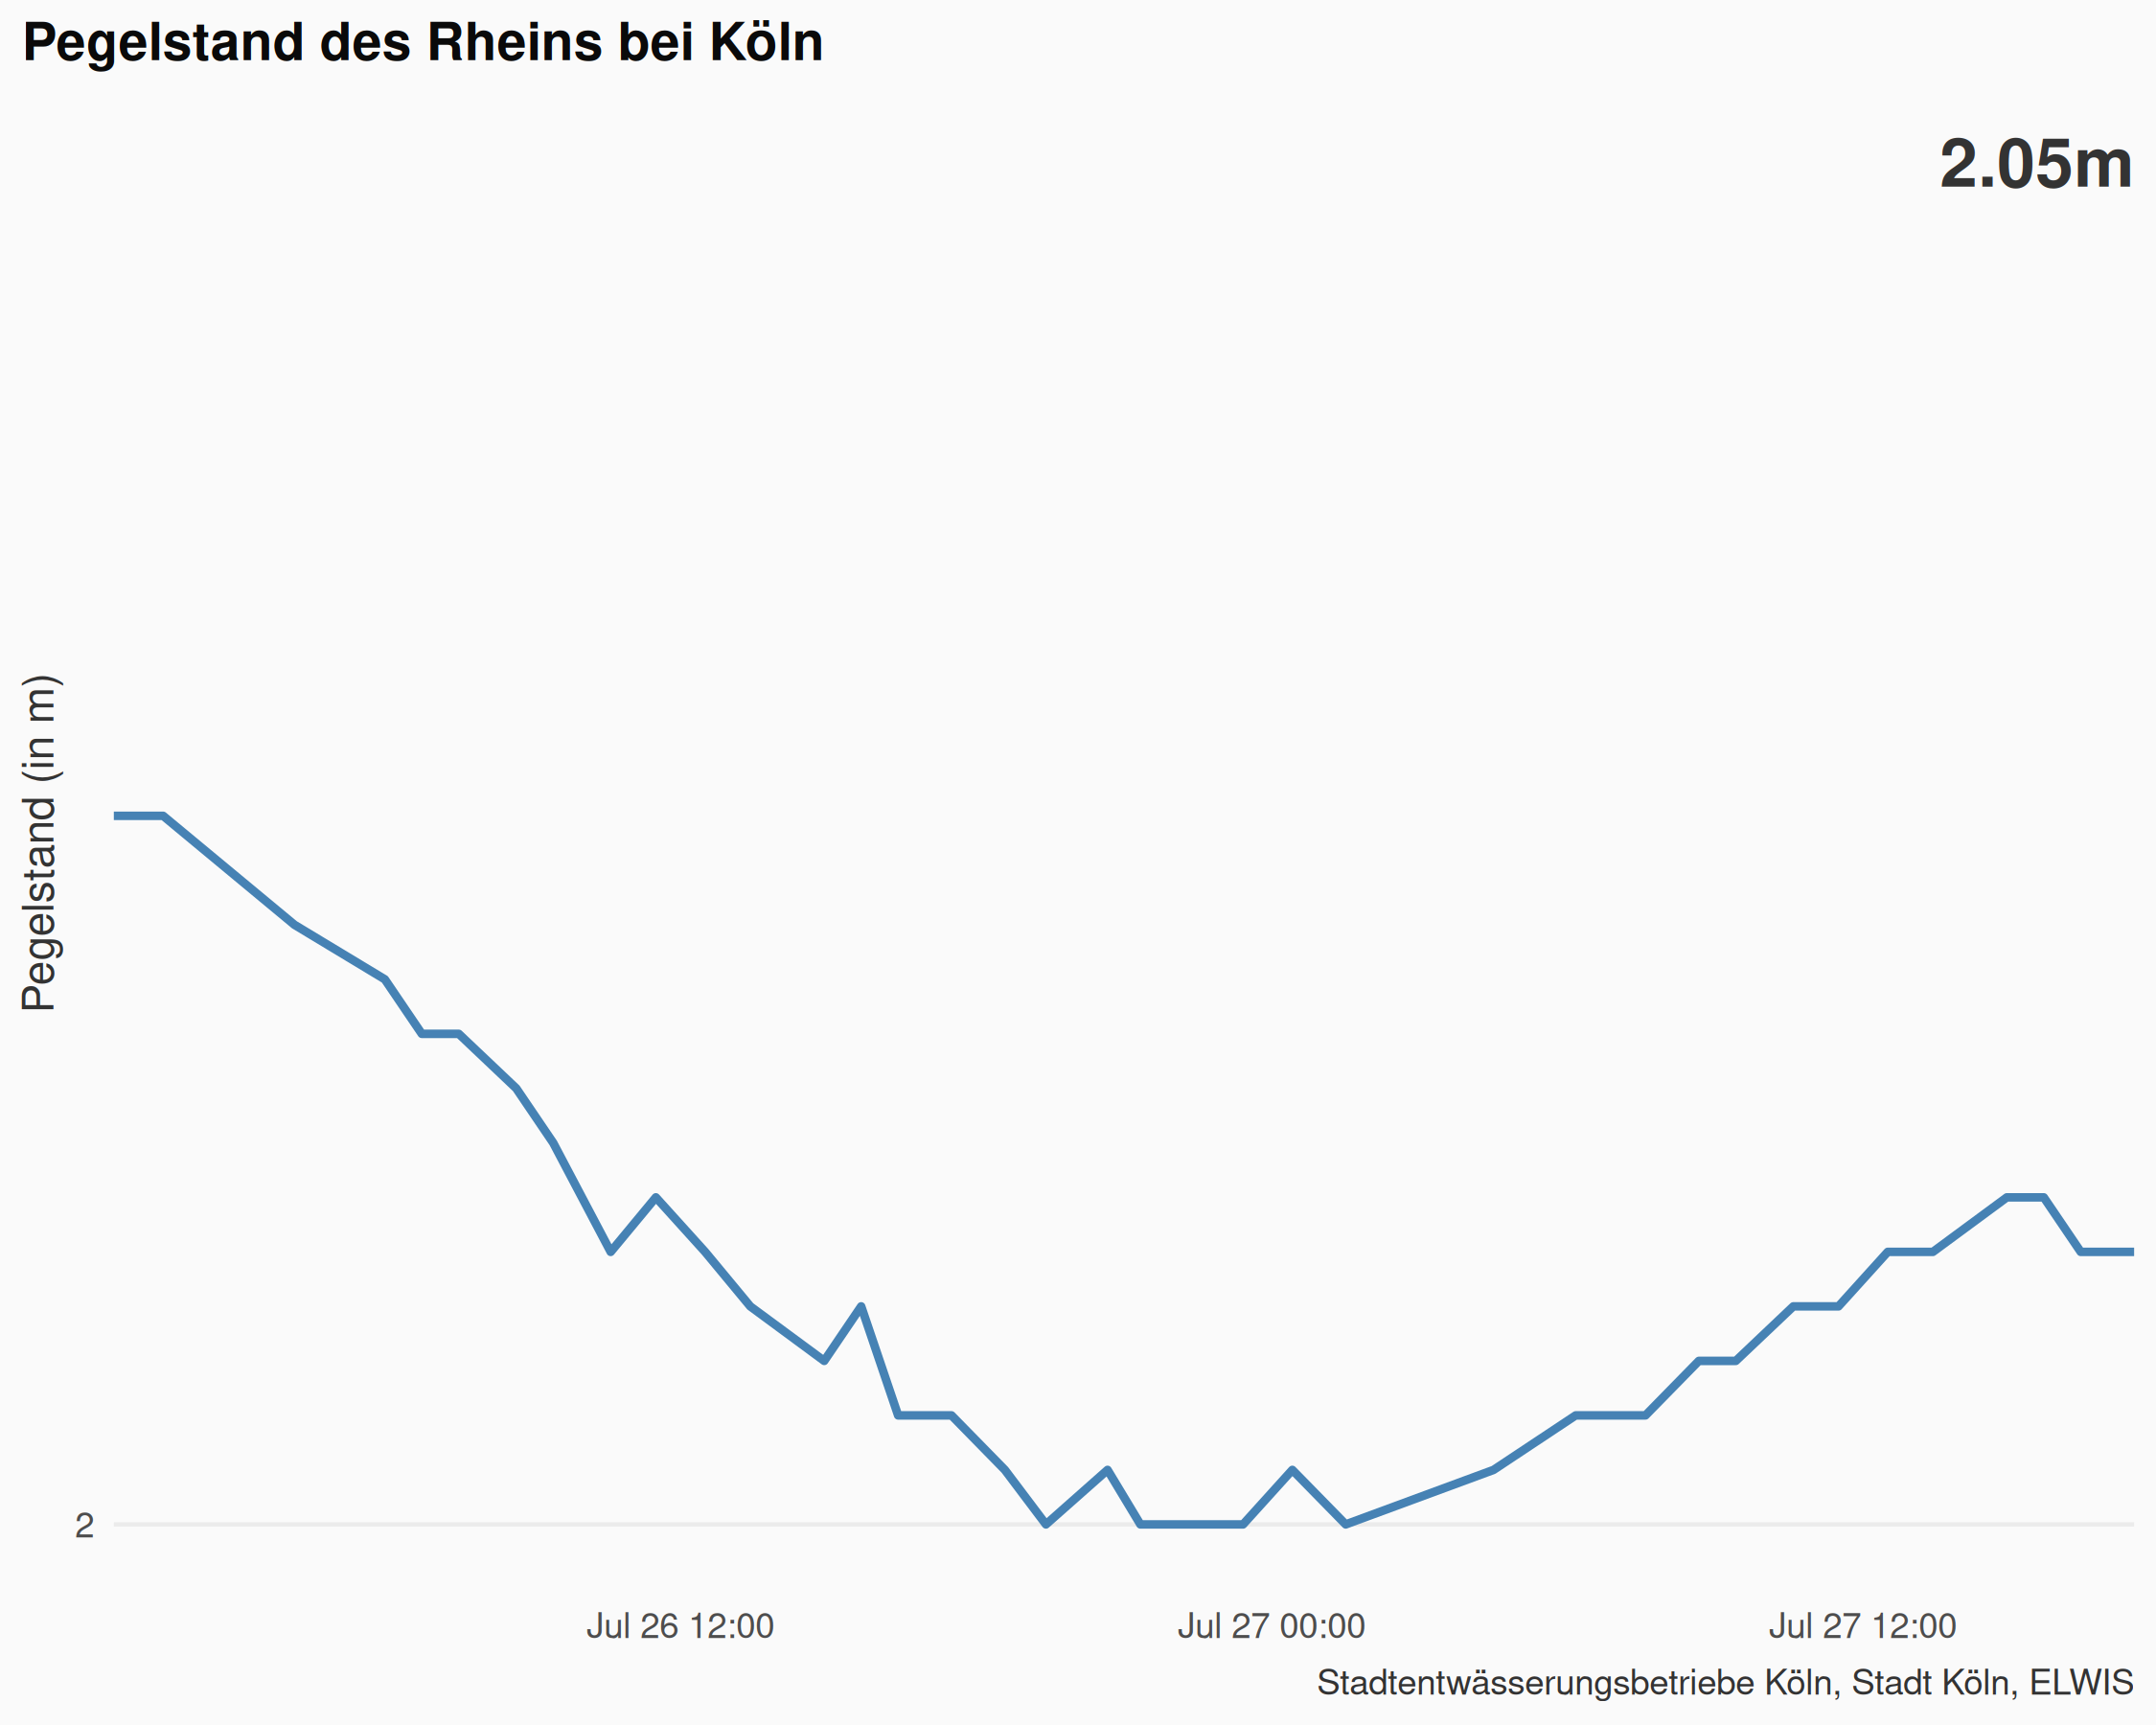 Pegelstand des Rheins bei Köln
2.05m
Pegelstand (in m)
2
Jul 26 12:00
Jul 27 00:00
Jul 27 12:00
Stadtentwässerungsbetriebe Köln, Stadt Köln, ELWIS